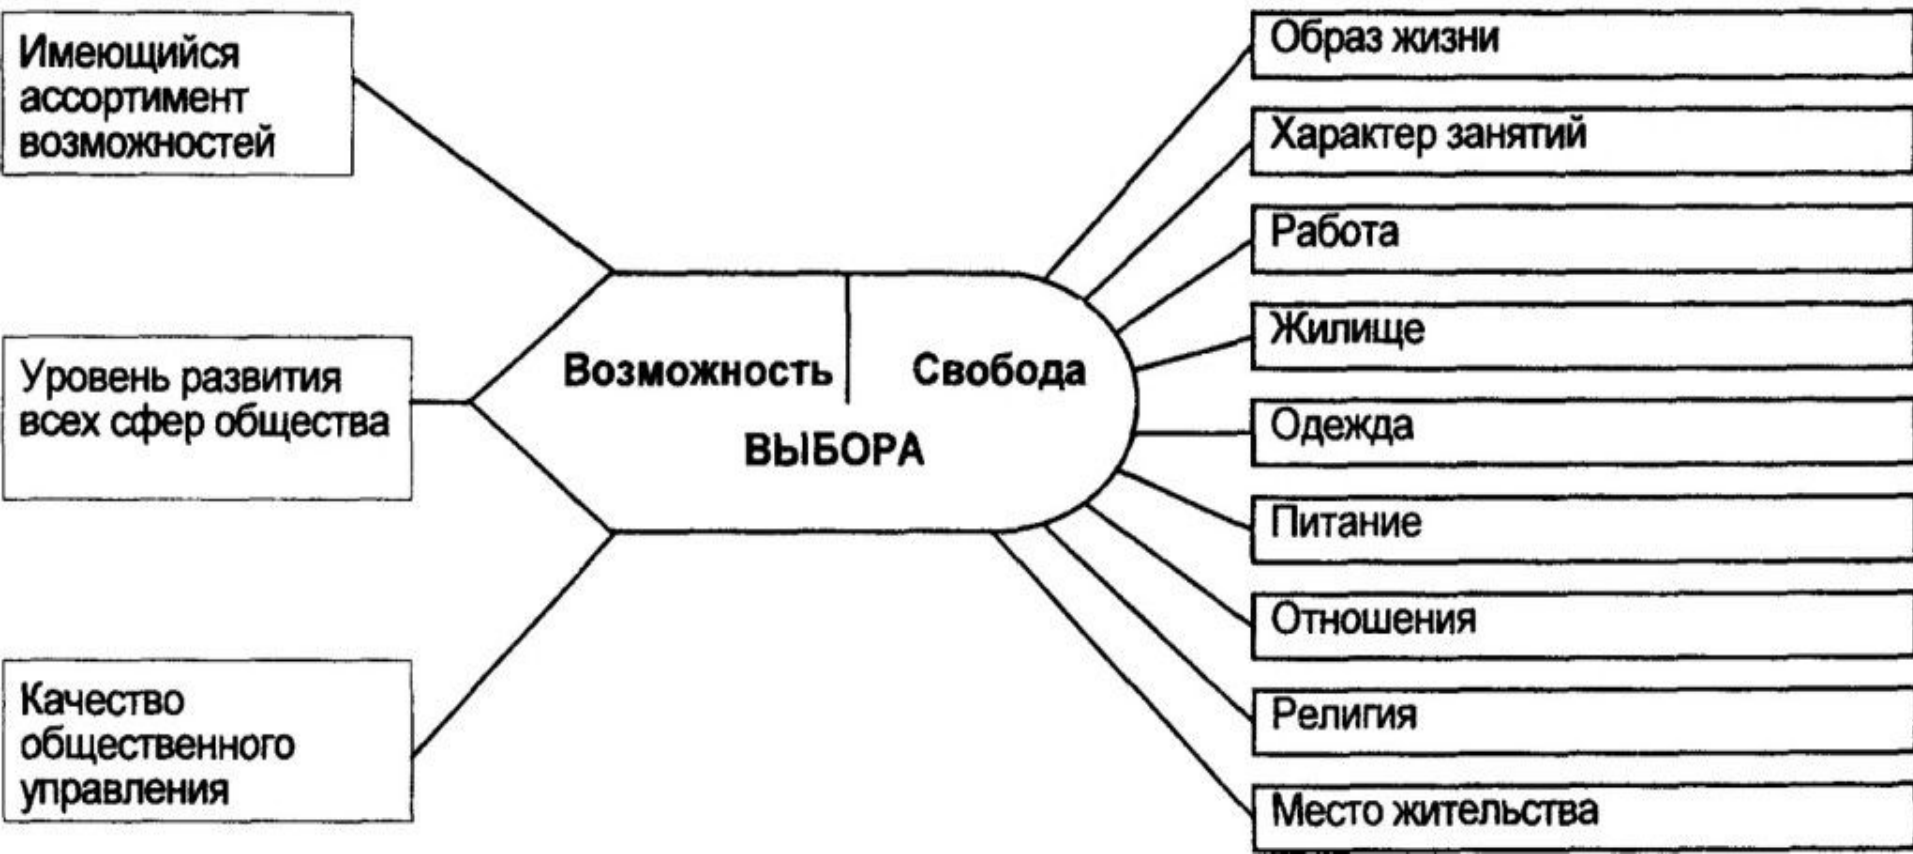 Имеющийся
ассортимент
возможностей
Уровень развития
всех сфер общества
Качество
общественного
управления
Возможность
Свобода
ВЫБОРА
Образ жизни
Характер занятий
Работа
Жилище
Одежда
Питание
Отношения
Религия
Место жительства